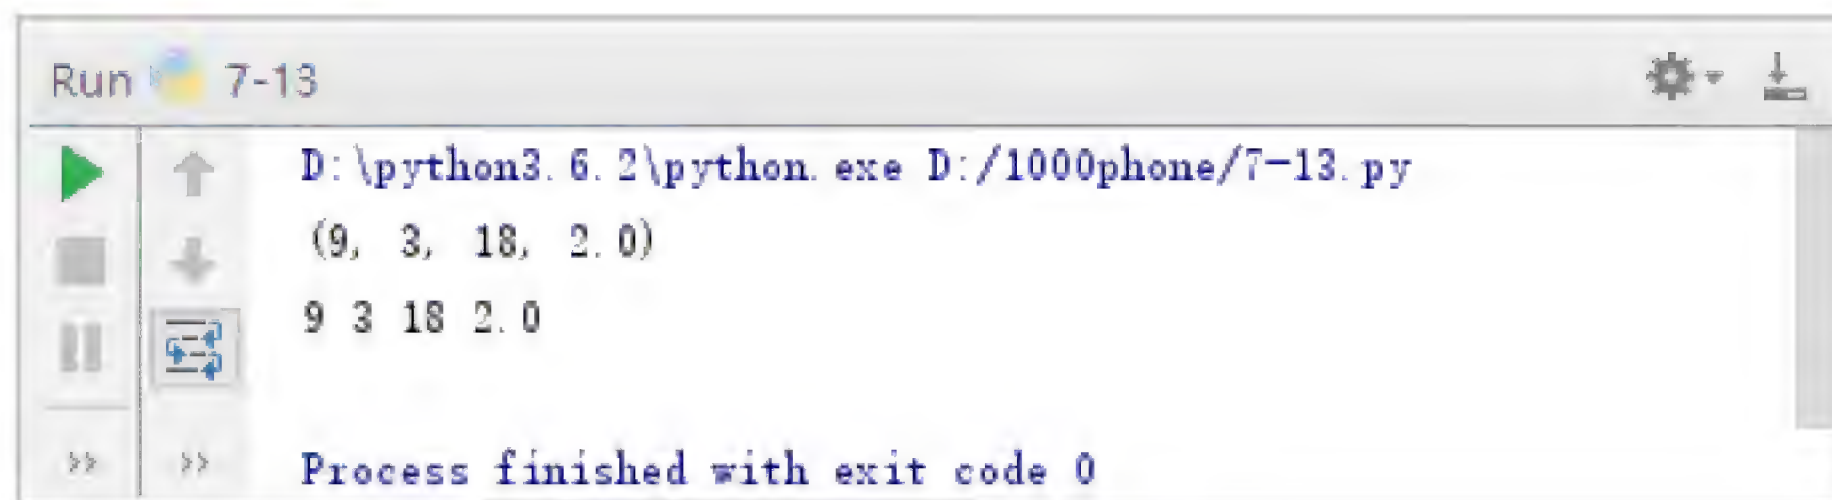 Run 7-13
D:\python3.6.2\python.exe D:/1000phone/7-13.py
(9, 3, 18, 2.0)
9 3 18 2.0
Process finished with exit code 0